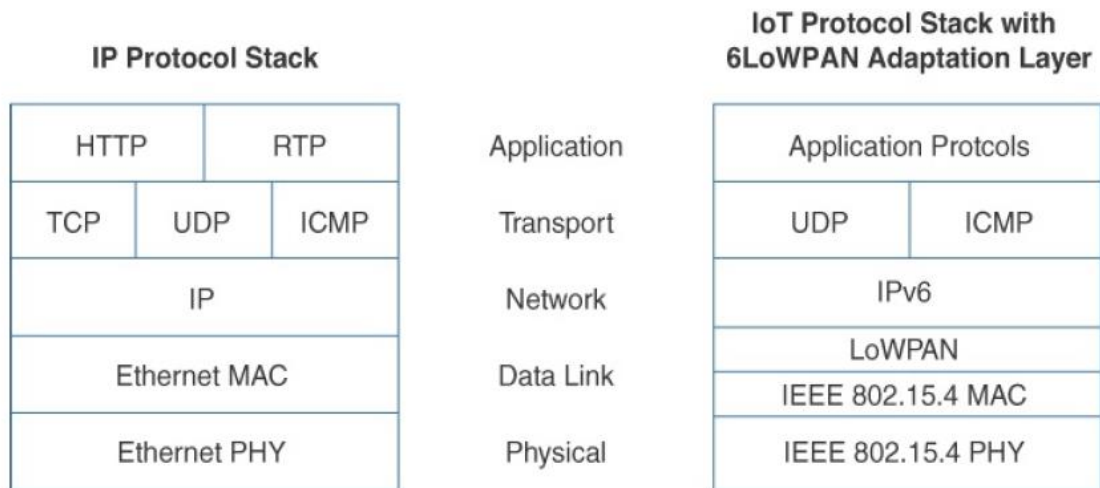 IP Protocol Stack
IoT Protocol Stack with
6LoWPAN Adaptation Layer
HTTP RTP Application Application Protcols
TCP UDP ICMP Transport UDP ICMP
IP Network IPv6
LoWPAN
Ethernet MAC Data Link
IEEE 802.15.4 MAC
Ethernet PHY Physical IEEE 802.15.4 PHY